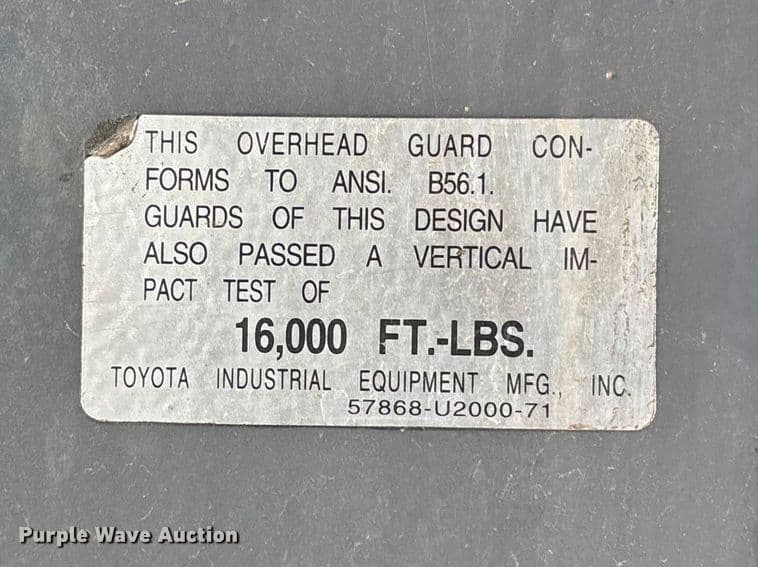 THIS OVERHEAD GUARD CON-
FORMS TO ANSI. B56.1.
GUARDS OF THIS DESIGN HAVE
ALSO PASSED A VERTICAL IM-
PACT TEST OF
16,000 FT.-LBS.
TOYOTA INDUSTRIAL EQUIPMENT MFG., INC.
57868-U2000-71
Purple Wave Auction